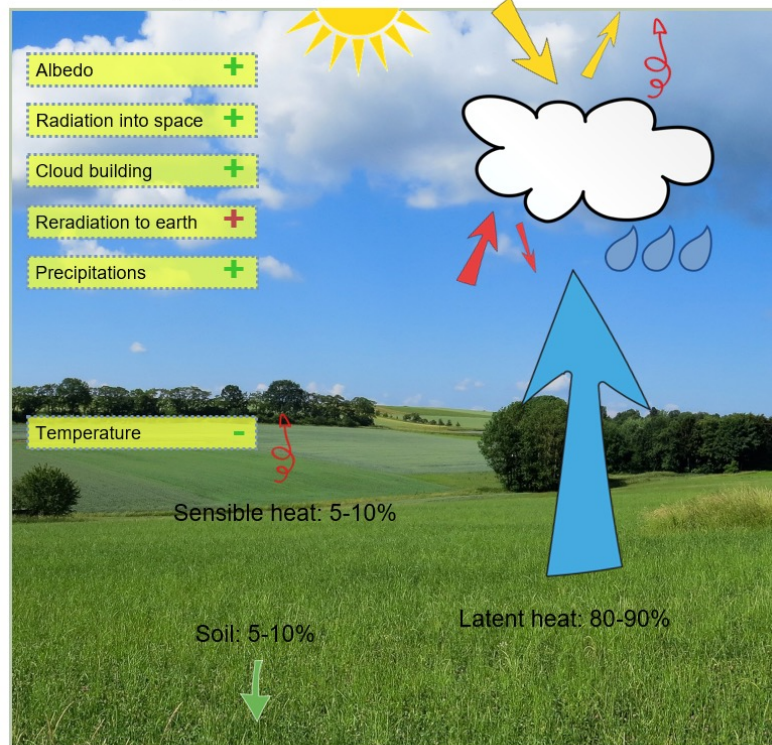 Albedo +
Radiation into space +
Cloud building +
Reradiation to earth +
Precipitations +
Temperature -
Sensible heat: 5-10%
Latent heat: 80-90%
Soil: 5-10%